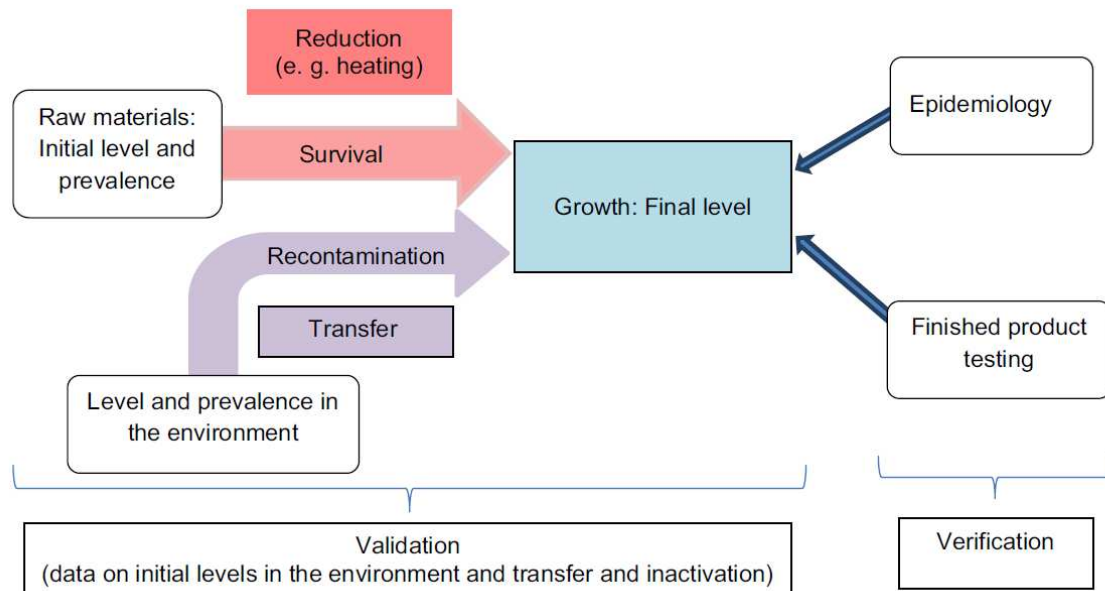 Reduction
(e. g. heating)
Raw materials:
Initial level and
prevalence
Survival
Epidemiology
Growth: Final level
Recontamination
Transfer
Finished product
testing
Level and prevalence in
the environment
Validation
(data on initial levels in the environment and transfer and inactivation)
Verification